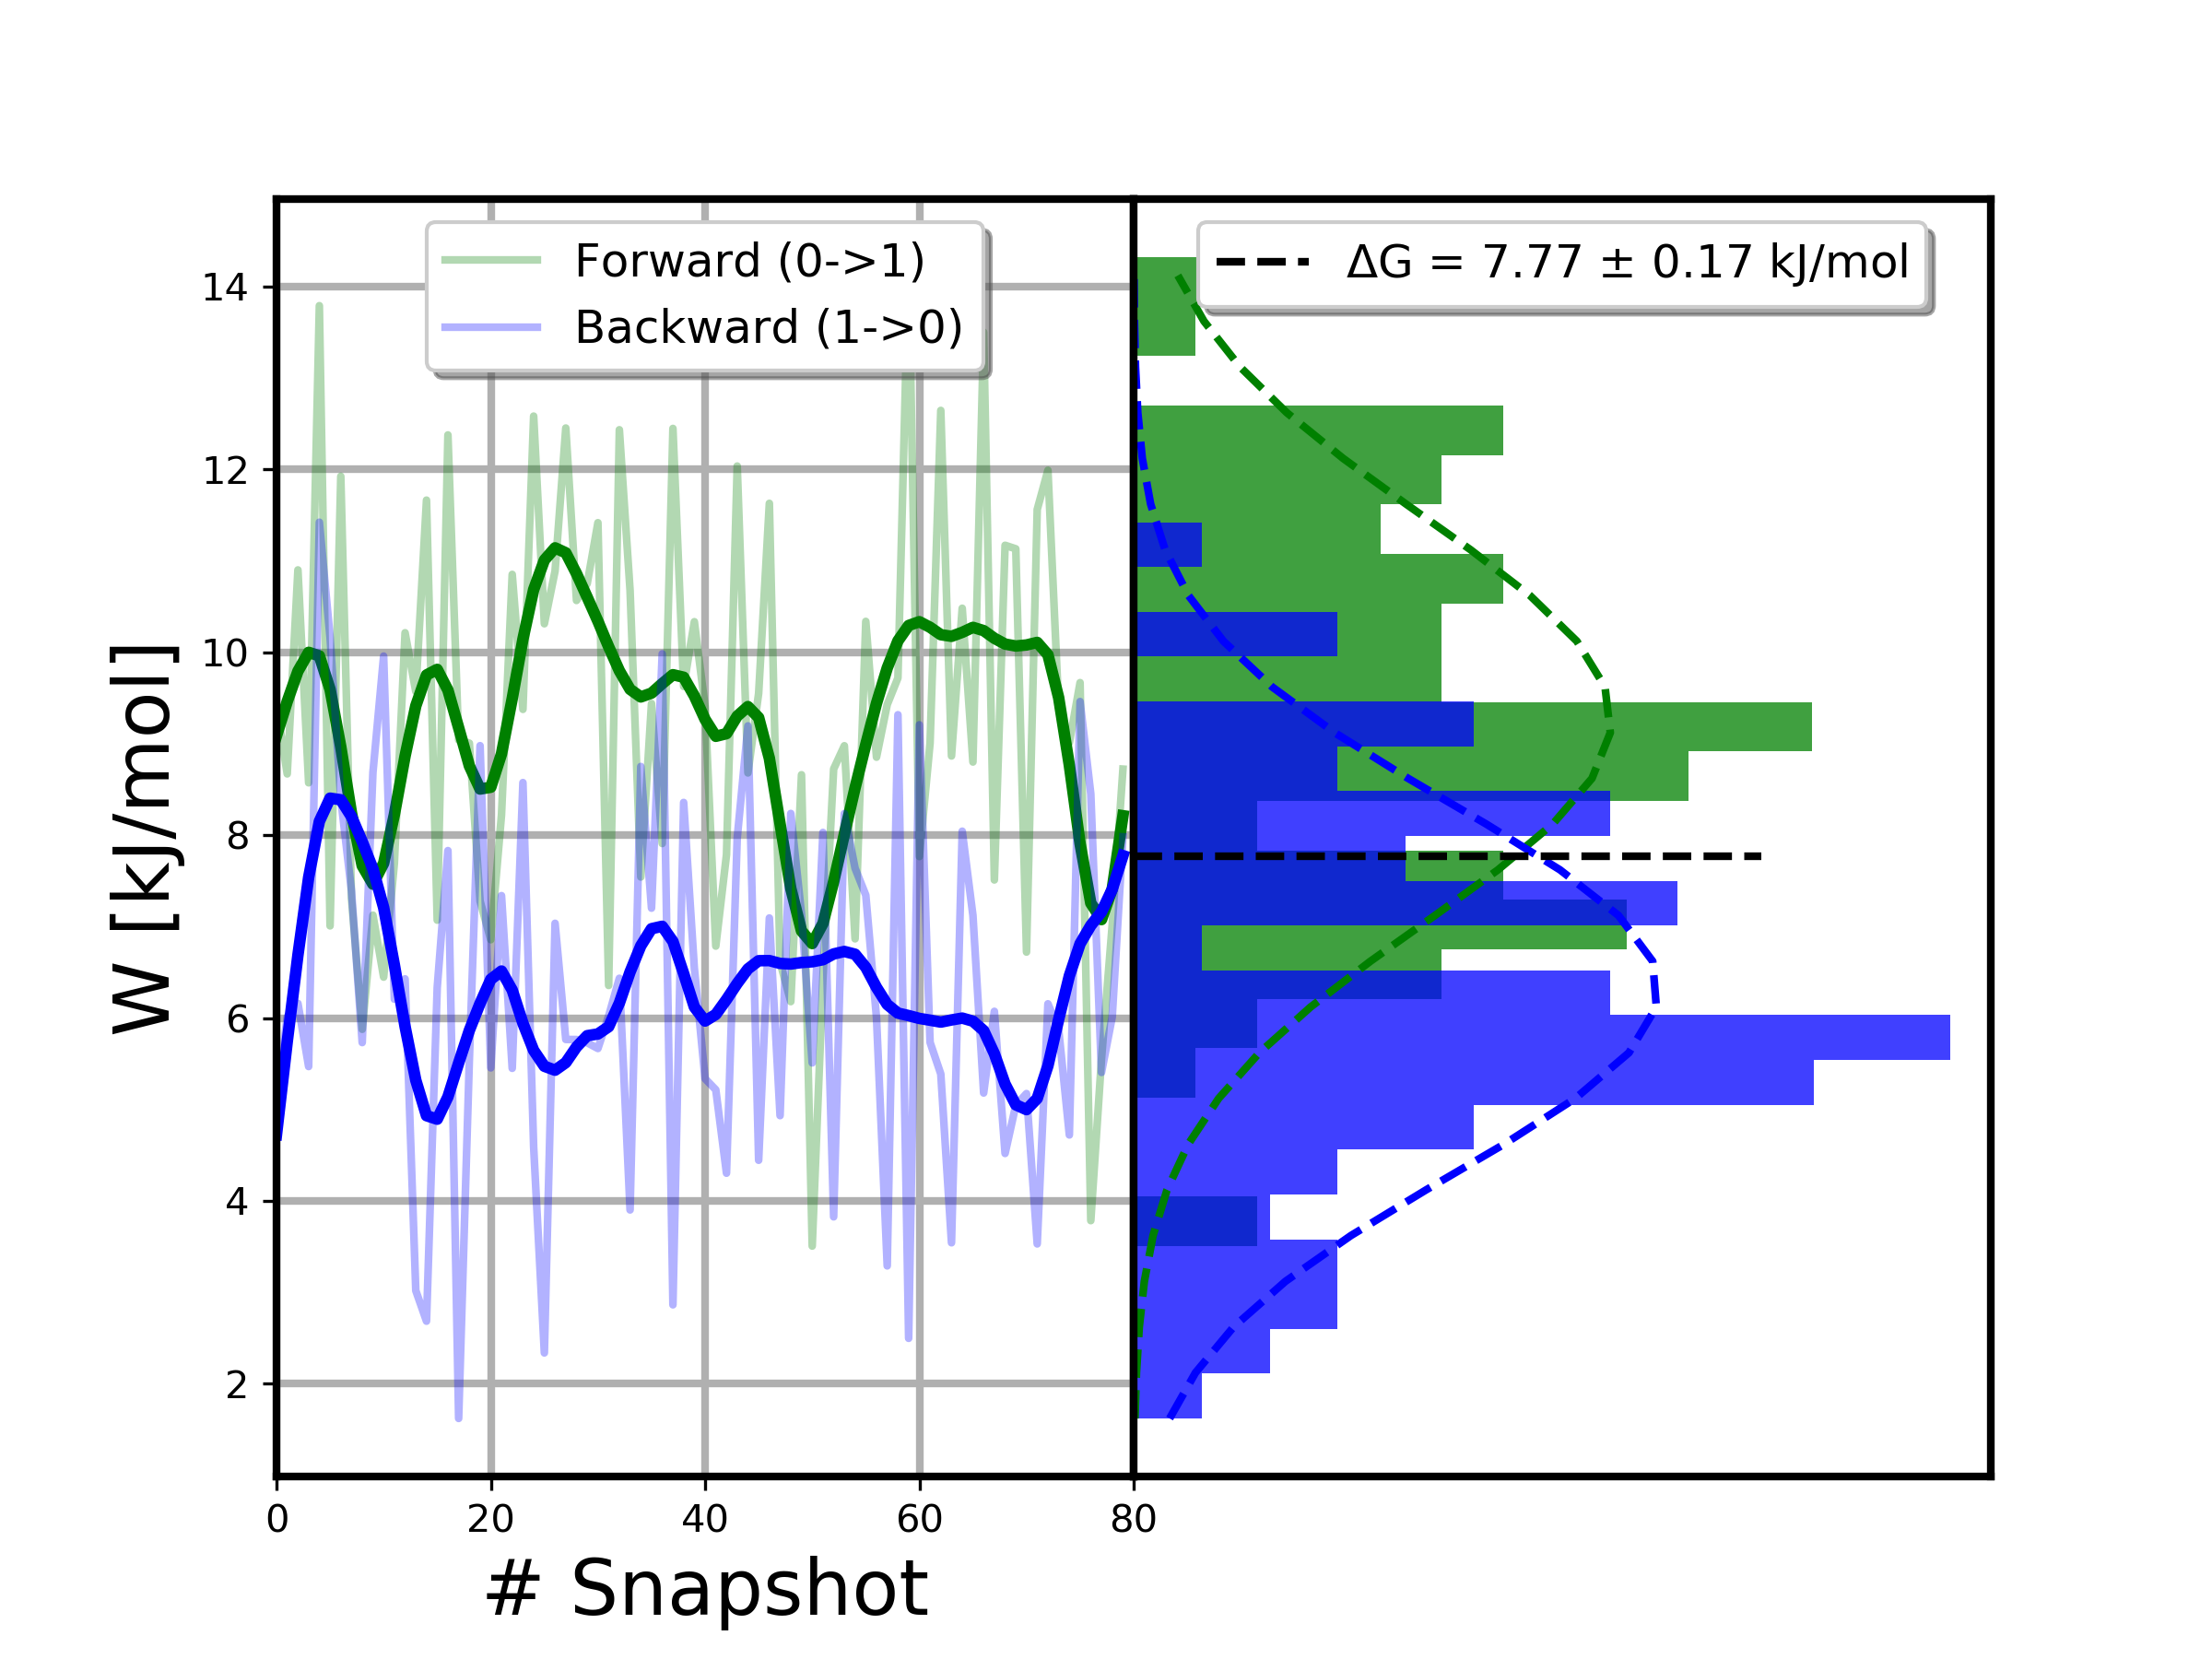 Forward (0->1)
Backward (1->0)
ΔG = 7.77 ± 0.17 kJ/mol
W [kJ/mol]
14
12
10
8
6
4
2
0 20 40 60 80
# Snapshot